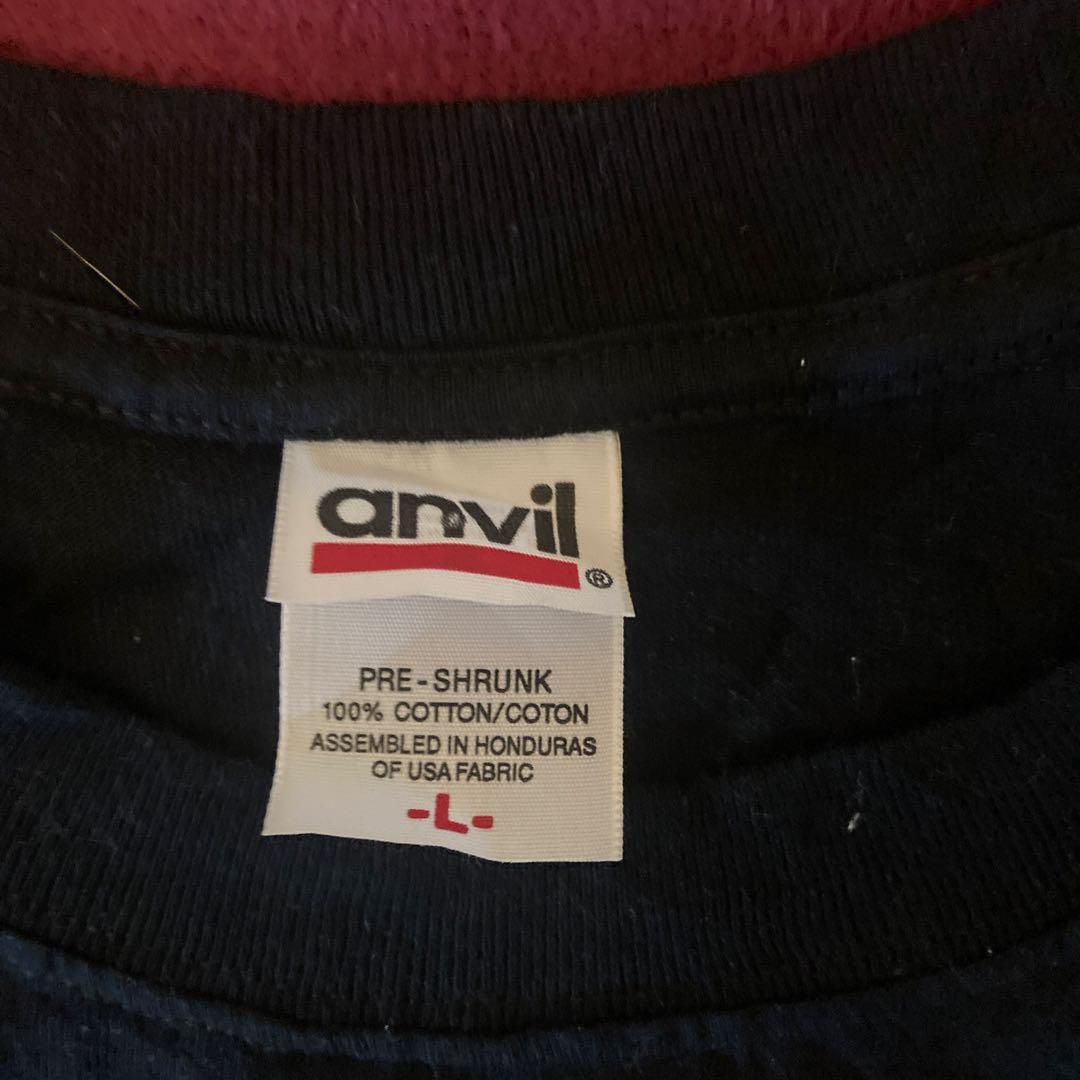 anvil
®
PRE-SHRUNK
100% COTTON/COTON
ASSEMBLED IN HONDURAS
OF USA FABRIC
-L-